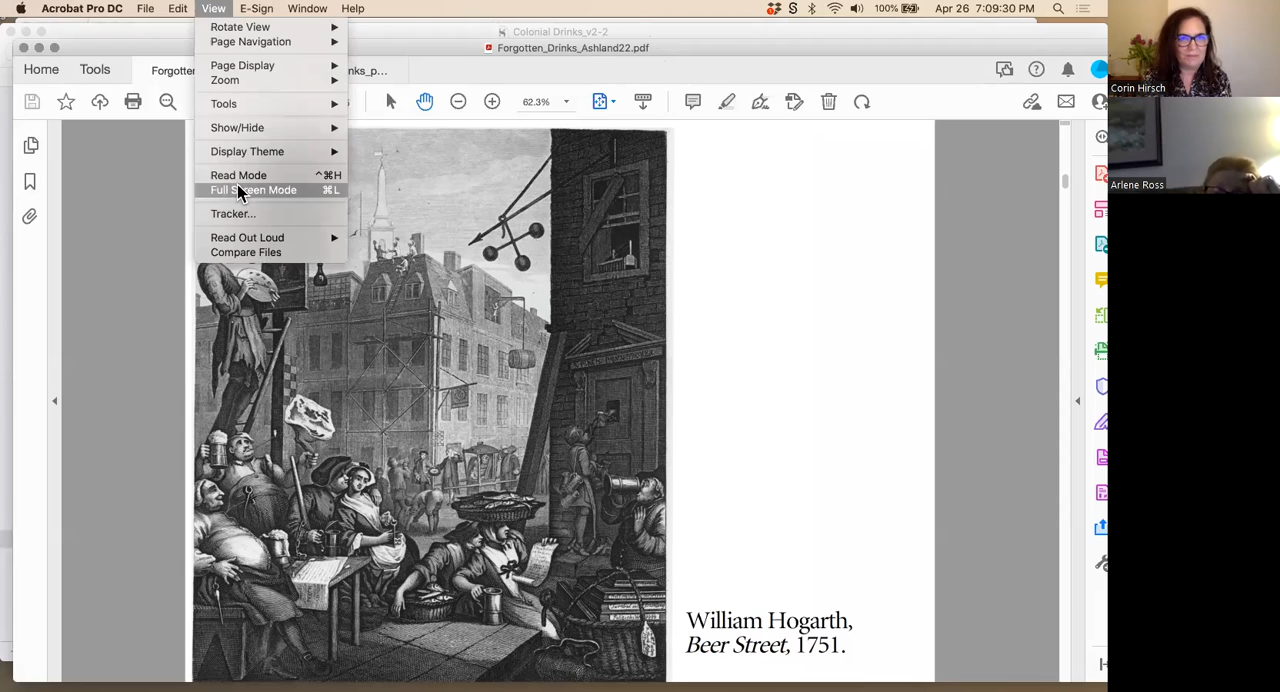 Acrobat Pro DC File Edit View E-Sign Window Help 100% Apr 26 7:09:30 PM
Colonial Drinks_v2-2
Forgotten_Drinks_Ashland22.pdf
Home Tools Forgotten nks_p...
62.3%
Rotate View
Page Navigation
Page Display
Zoom
Tools
Show/Hide
Display Theme
Read Mode ^⌘H
Full Screen Mode ⌘L
Tracker...
Read Out Loud
Compare Files
William Hogarth,
Beer Street, 1751.
Corin Hirsch
Arlene Ross